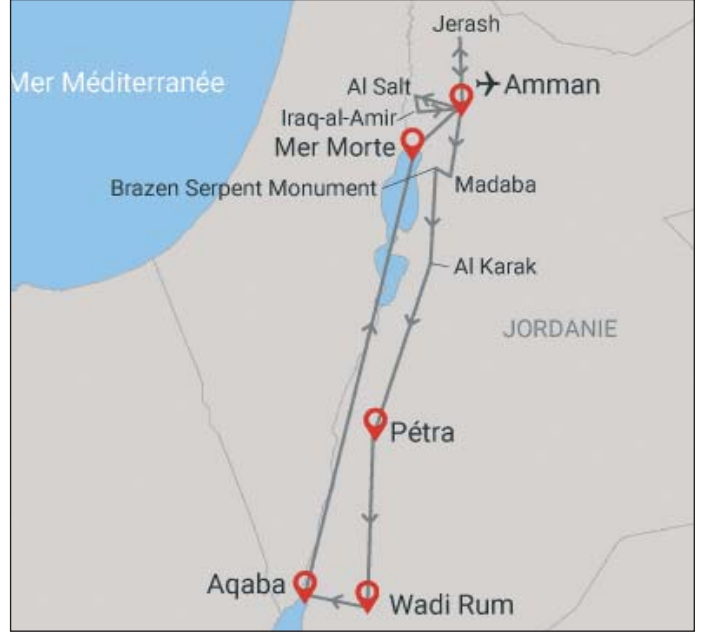 Jerash
Mer Méditerranée
Al Salt
Amman
Iraq-al-Amir
Mer Morte
Brazen Serpent Monument
Madaba
Al Karak
JORDANIE
Pétra
Aqaba
Wadi Rum